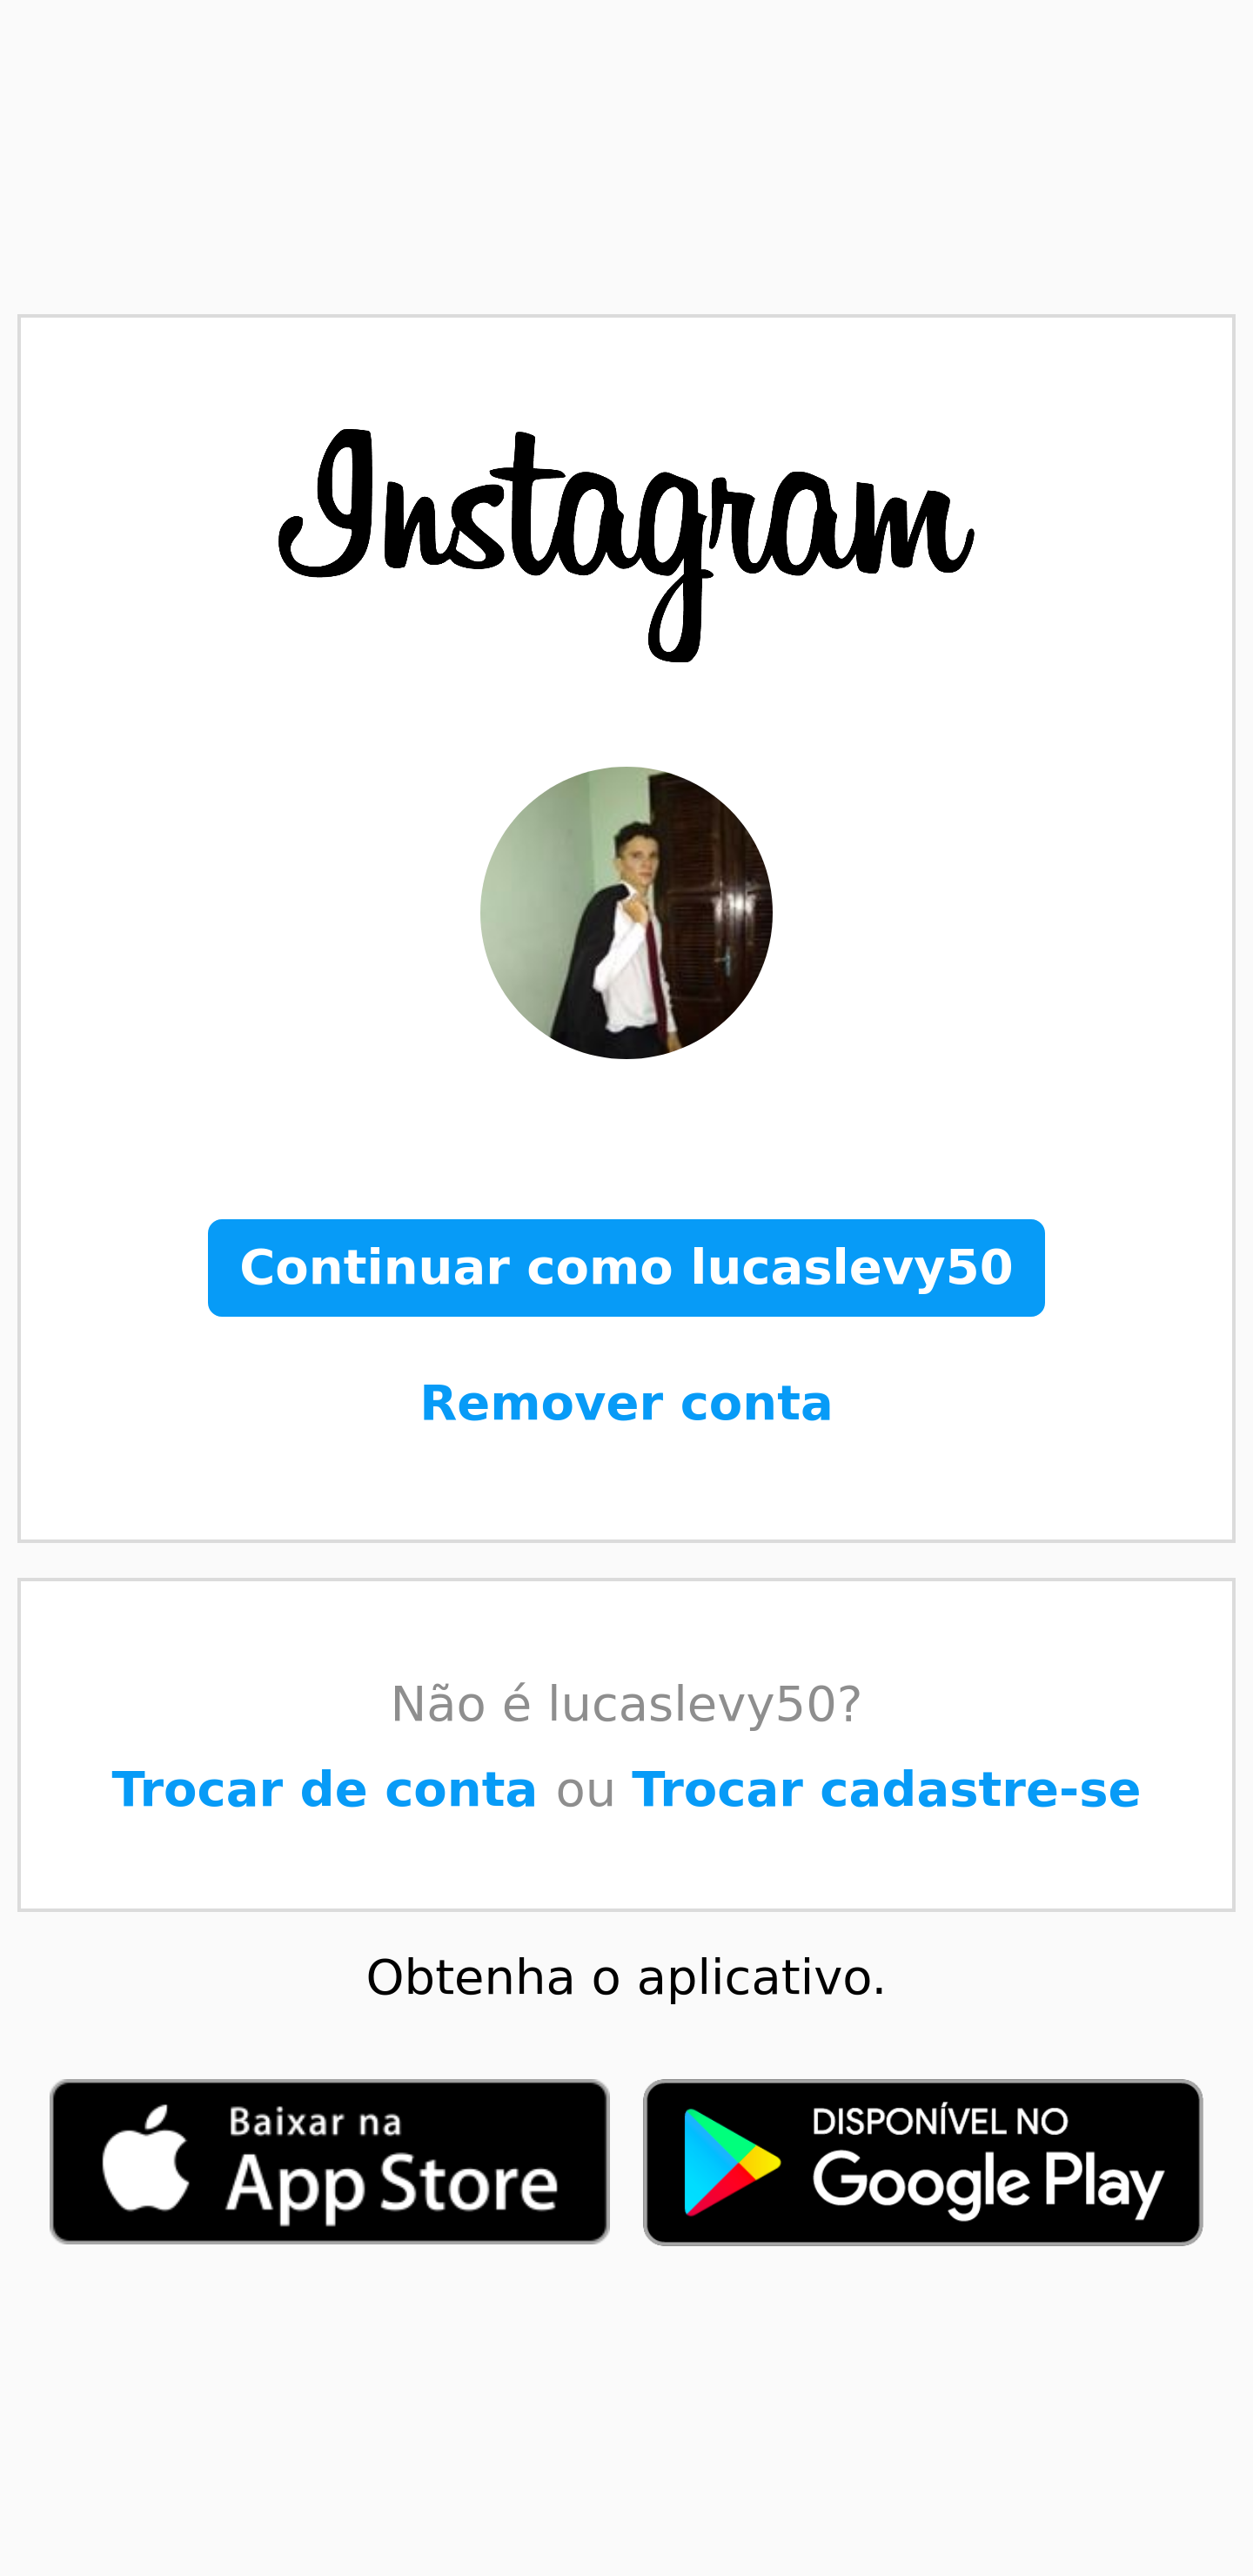 Instagram
Continuar como lucaslevy50
Remover conta
Não é lucaslevy50?
Trocar de conta ou Trocar cadastre-se
Obtenha o aplicativo.
Baixar na
App Store
DISPONÍVEL NO
Google Play